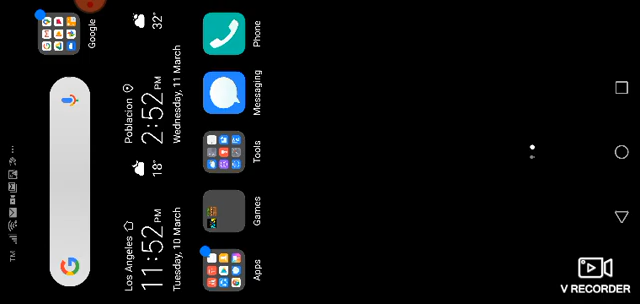 TM
Google
Los Angeles
11:52 PM
18°
Tuesday, 10 March
Poblacion
2:52 PM
32°
Wednesday, 11 March
Apps
Games
Tools
Messaging
Phone
V RECORDER